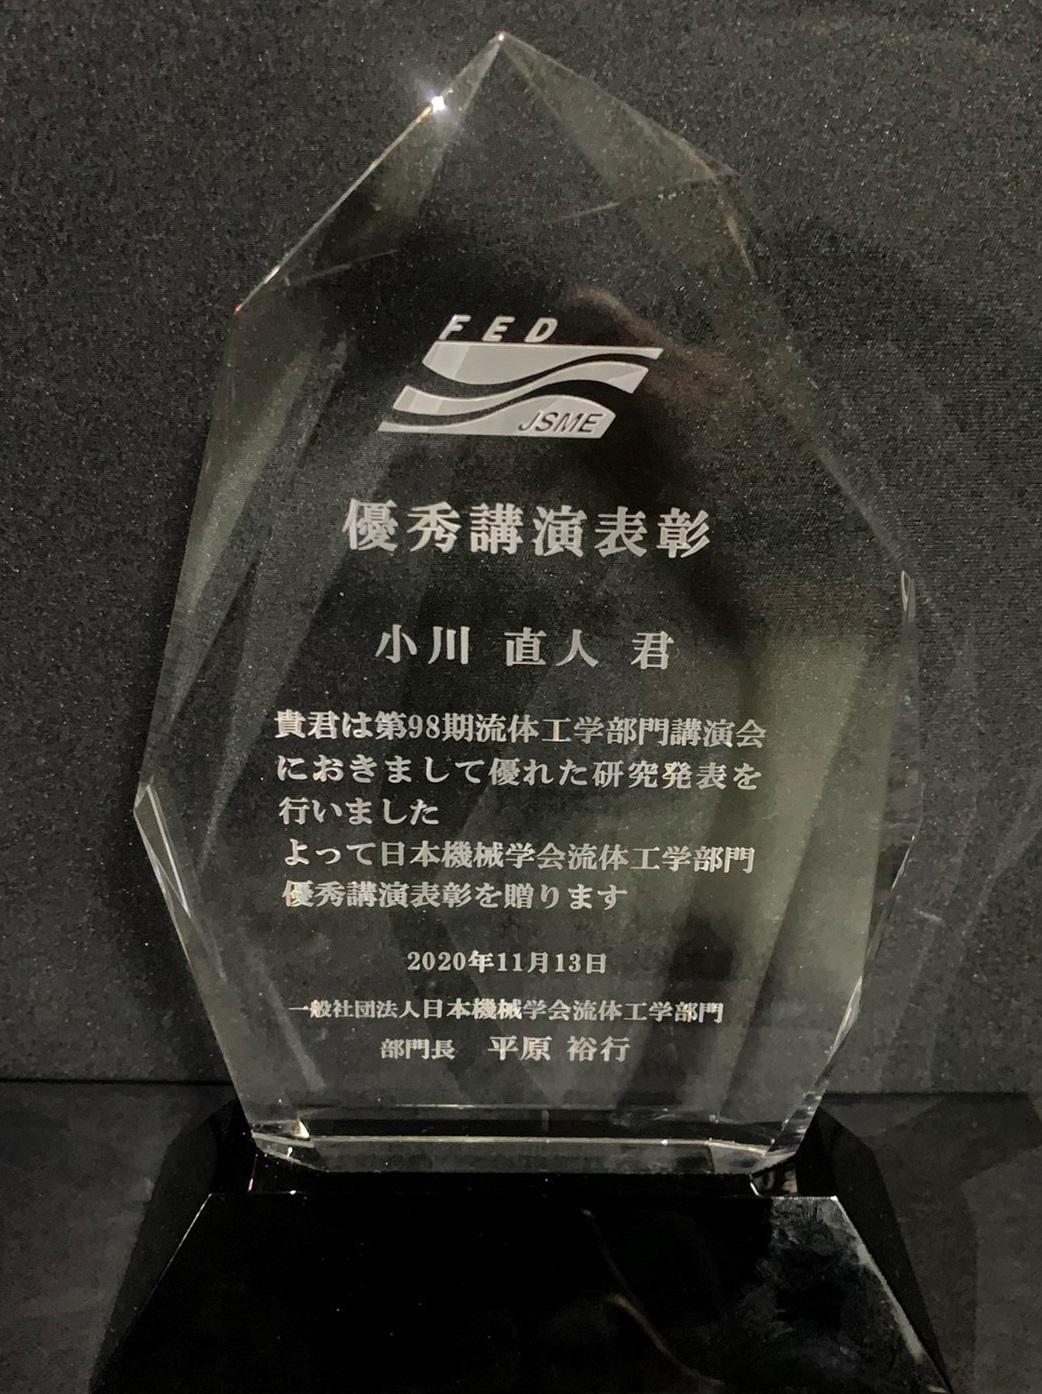 FED
JSME
優秀講演表彰
小川 直人 君
貴君は第98期流体工学部門講演会
におきまして優れた研究発表を
行いました
よって日本機械学会流体工学部門
優秀講演表彰を贈ります
2020年11月13日
一般社団法人日本機械学会流体工学部門
部門長 平原 裕行